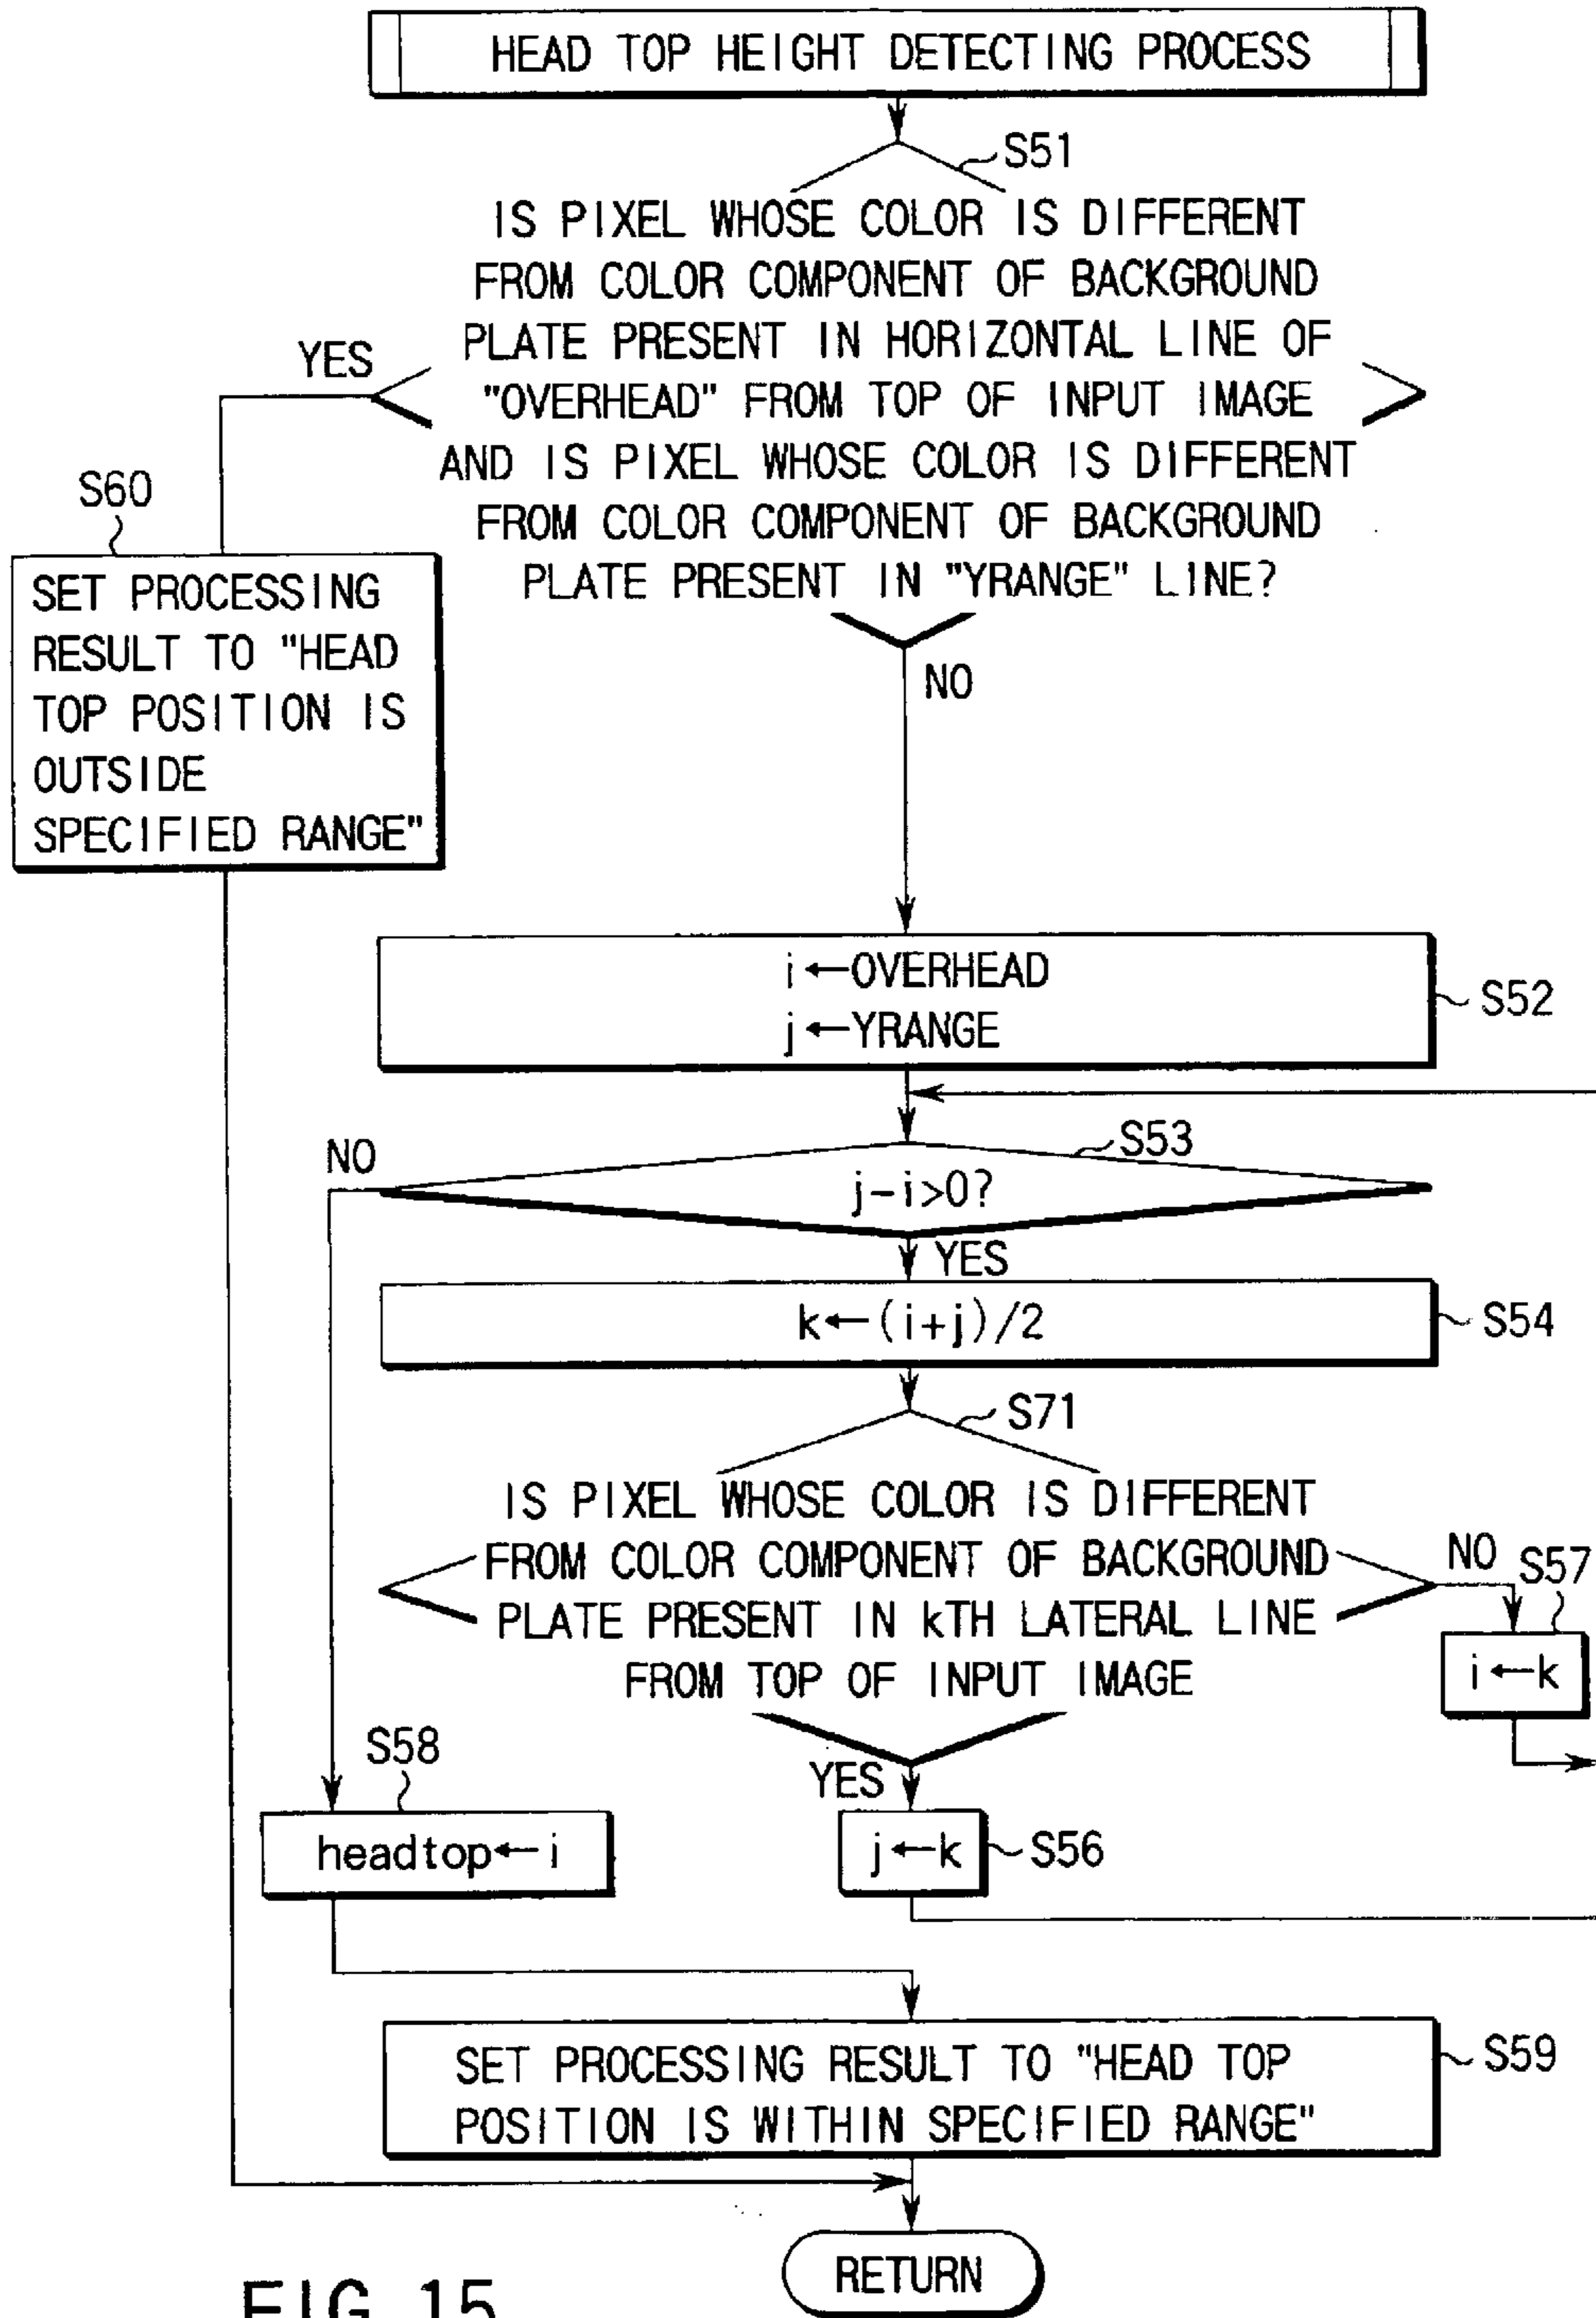 HEAD TOP HEIGHT DETECTING PROCESS
S51
IS PIXEL WHOSE COLOR IS DIFFERENT
FROM COLOR COMPONENT OF BACKGROUND
PLATE PRESENT IN HORIZONTAL LINE OF
"OVERHEAD" FROM TOP OF INPUT IMAGE
AND IS PIXEL WHOSE COLOR IS DIFFERENT
FROM COLOR COMPONENT OF BACKGROUND
PLATE PRESENT IN "YRANGE" LINE?
YES
S60
SET PROCESSING
RESULT TO "HEAD
TOP POSITION IS
OUTSIDE
SPECIFIED RANGE"
NO
i←OVERHEAD
j←YRANGE
S52
S53
NO
j-i>0?
YES
k←(i+j)/2
S54
S71
IS PIXEL WHOSE COLOR IS DIFFERENT
FROM COLOR COMPONENT OF BACKGROUND
PLATE PRESENT IN kTH LATERAL LINE
FROM TOP OF INPUT IMAGE
NO
S57
i←k
YES
S58
headtop←i
j←k
S56
SET PROCESSING RESULT TO "HEAD TOP
POSITION IS WITHIN SPECIFIED RANGE"
S59
RETURN
FIG. 15